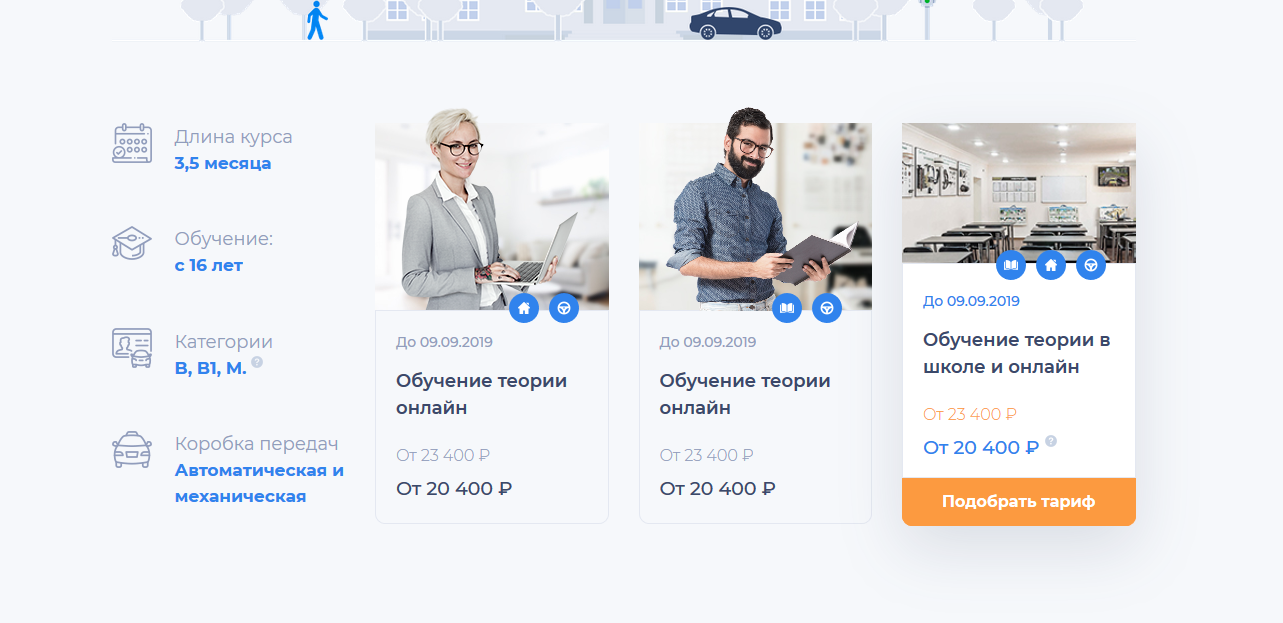 Длина курса
3,5 месяца
Обучение:
с 16 лет
Категории
B, B1, M. ?
Коробка передач
Автоматическая и
механическая
До 09.09.2019
Обучение теории
онлайн
От 23 400 ₽
От 20 400 ₽
До 09.09.2019
Обучение теории
онлайн
От 23 400 ₽
От 20 400 ₽
До 09.09.2019
Обучение теории в
школе и онлайн
От 23 400 ₽
От 20 400 ₽ ?
Подобрать тариф